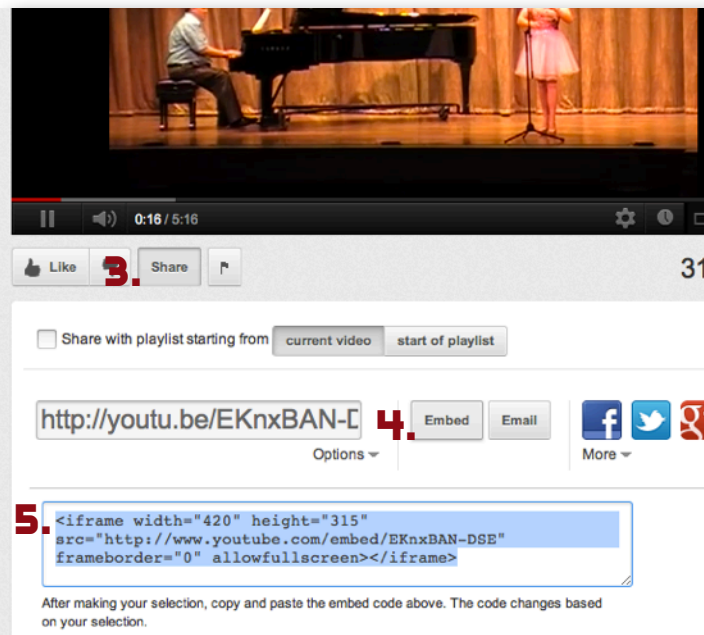 YAMAHA
0:16 / 5:16
Like
3.
Share
31
Share with playlist starting from current video start of playlist
http://youtu.be/EKnxBAN-D
4.
Embed Email
Options More
5.
<iframe width="420" height="315"
src="http://www.youtube.com/embed/EKnxBAN-DSE"
frameborder="0" allowfullscreen></iframe>
After making your selection, copy and paste the embed code above. The code changes based
on your selection.